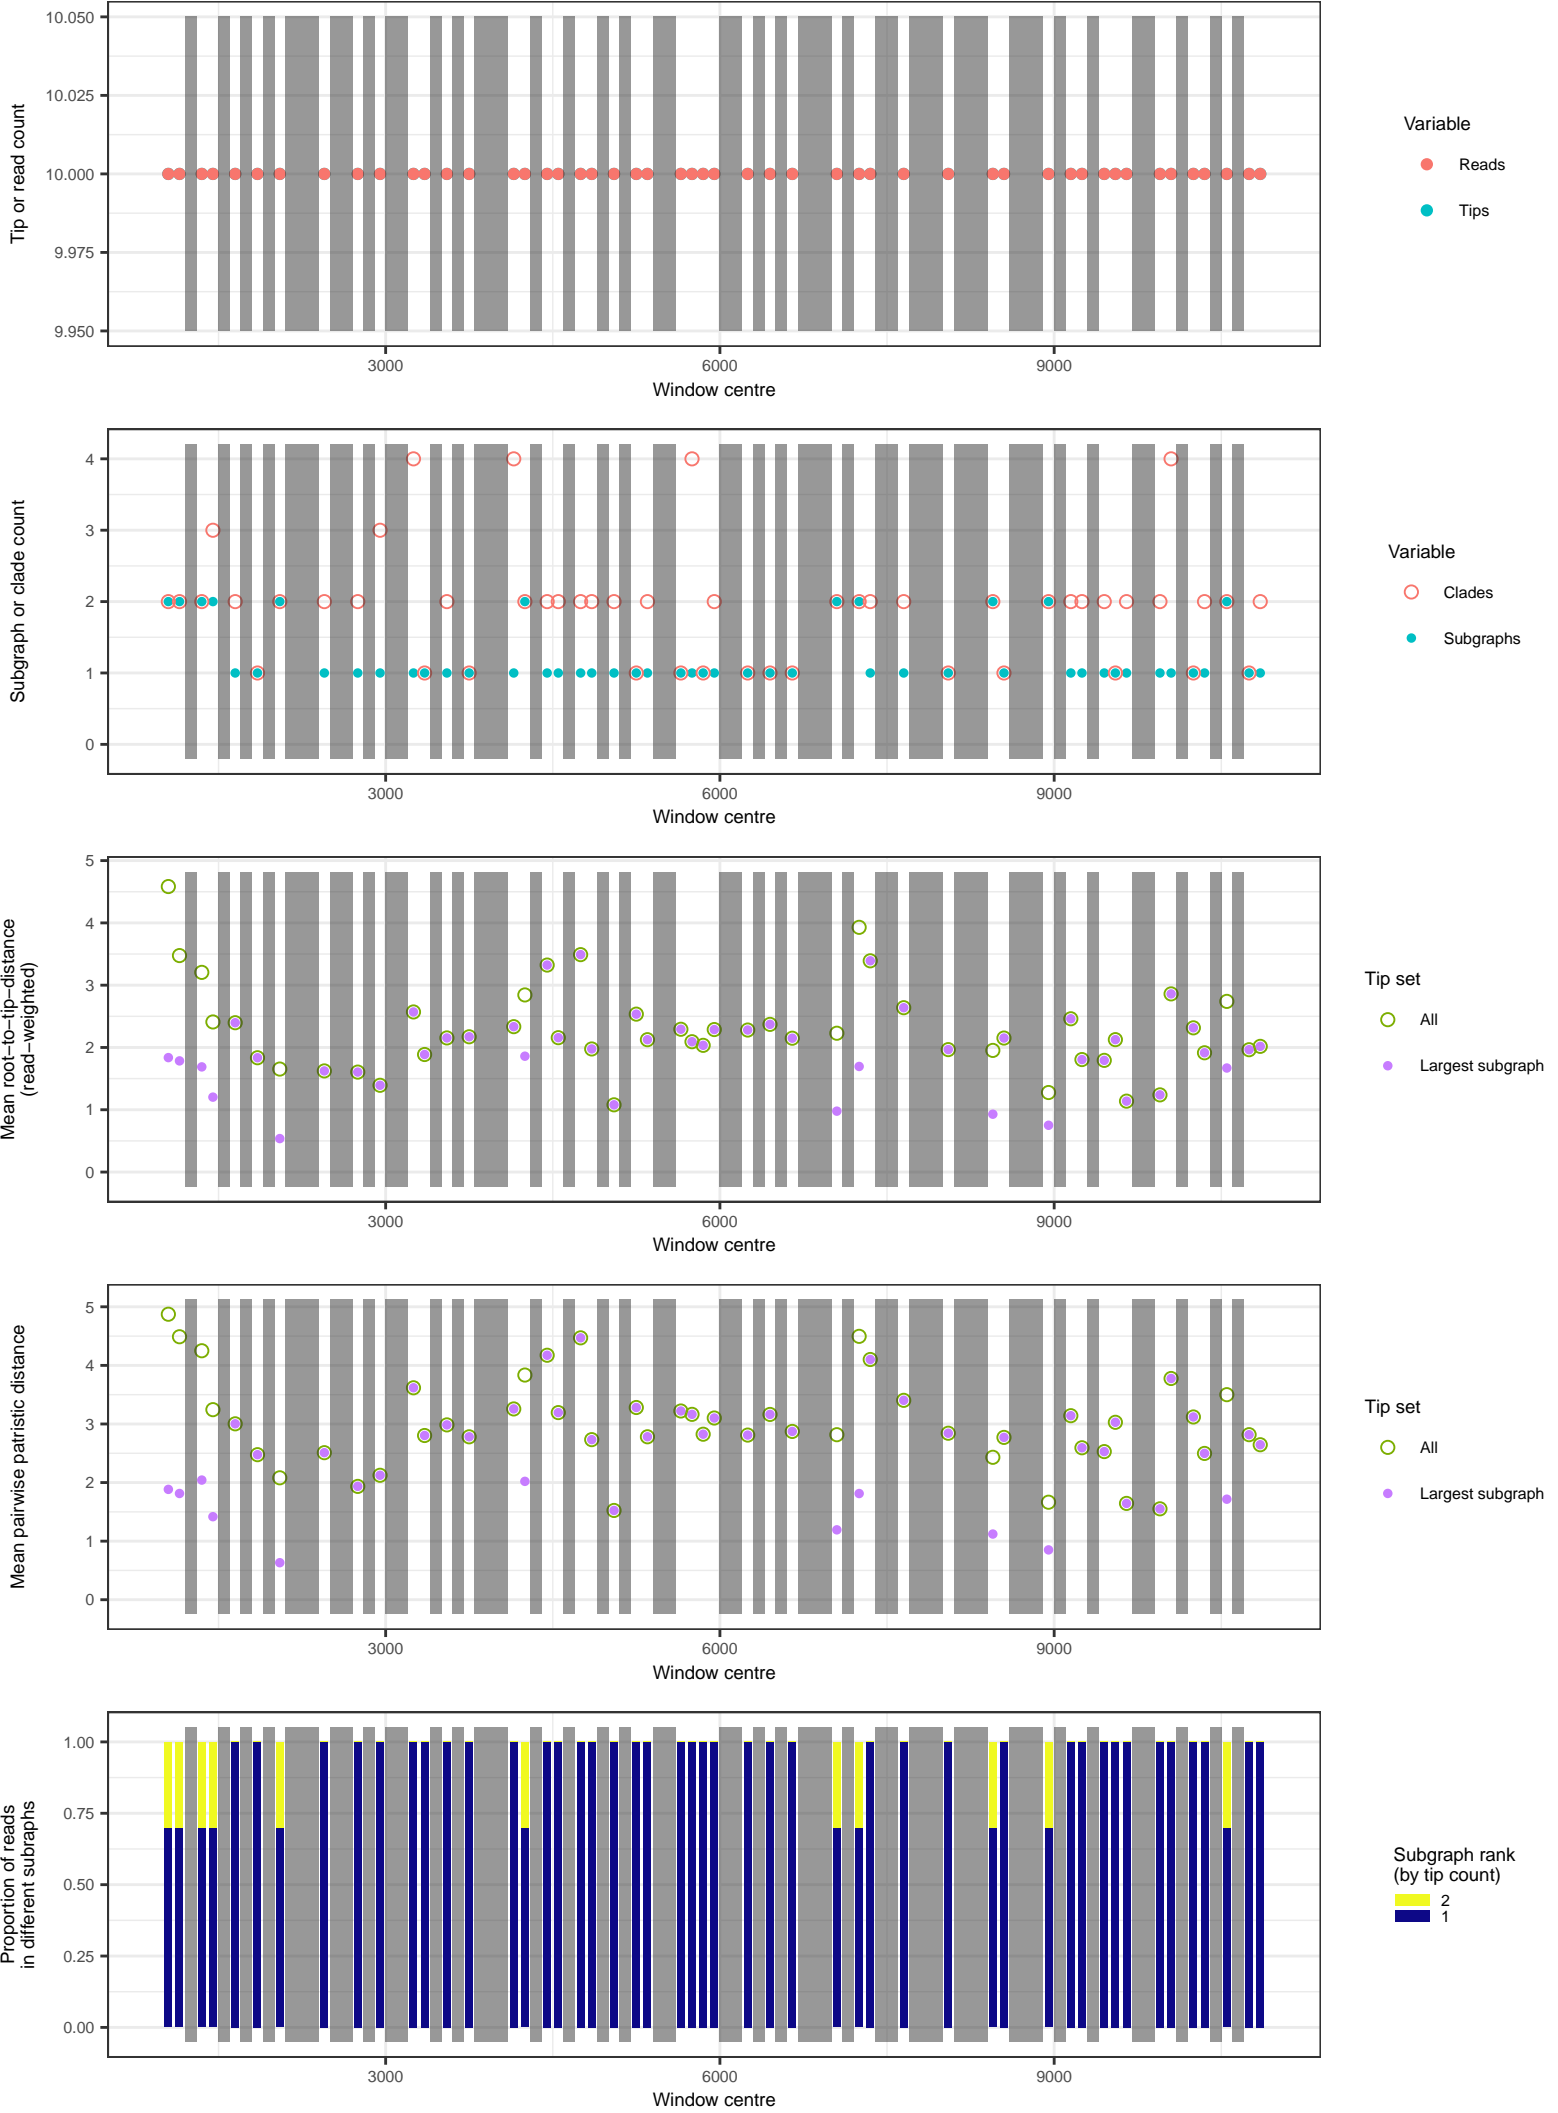 10.050
10.025
10.000
9.975
9.950
Tip or read count
3000
6000
9000
Window centre
Variable
Reads
Tips
4
3
2
1
0
Subgraph or clade count
3000
6000
9000
Window centre
Variable
Clades
Subgraphs
5
4
3
2
1
0
Mean root−to−tip−distance
(read−weighted)
3000
6000
9000
Window centre
Tip set
All
Largest subgraph
5
4
3
2
1
0
Mean pairwise patristic distance
3000
6000
9000
Window centre
Tip set
All
Largest subgraph
1.00
0.75
0.50
0.25
0.00
Proportion of reads
in different subraphs
3000
6000
9000
Window centre
Subgraph rank
(by tip count)
2
1